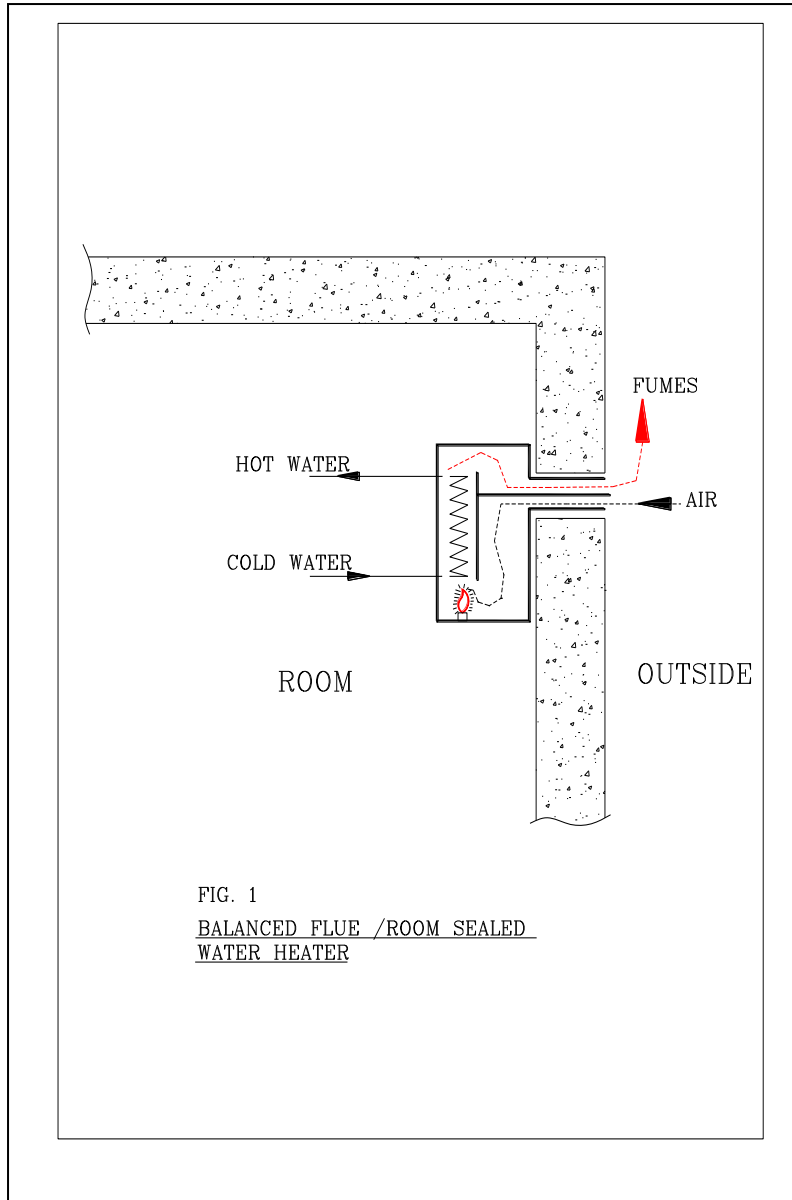 FUMES
HOT WATER
AIR
COLD WATER
ROOM
OUTSIDE
FIG. 1
BALANCED FLUE /ROOM SEALED
WATER HEATER